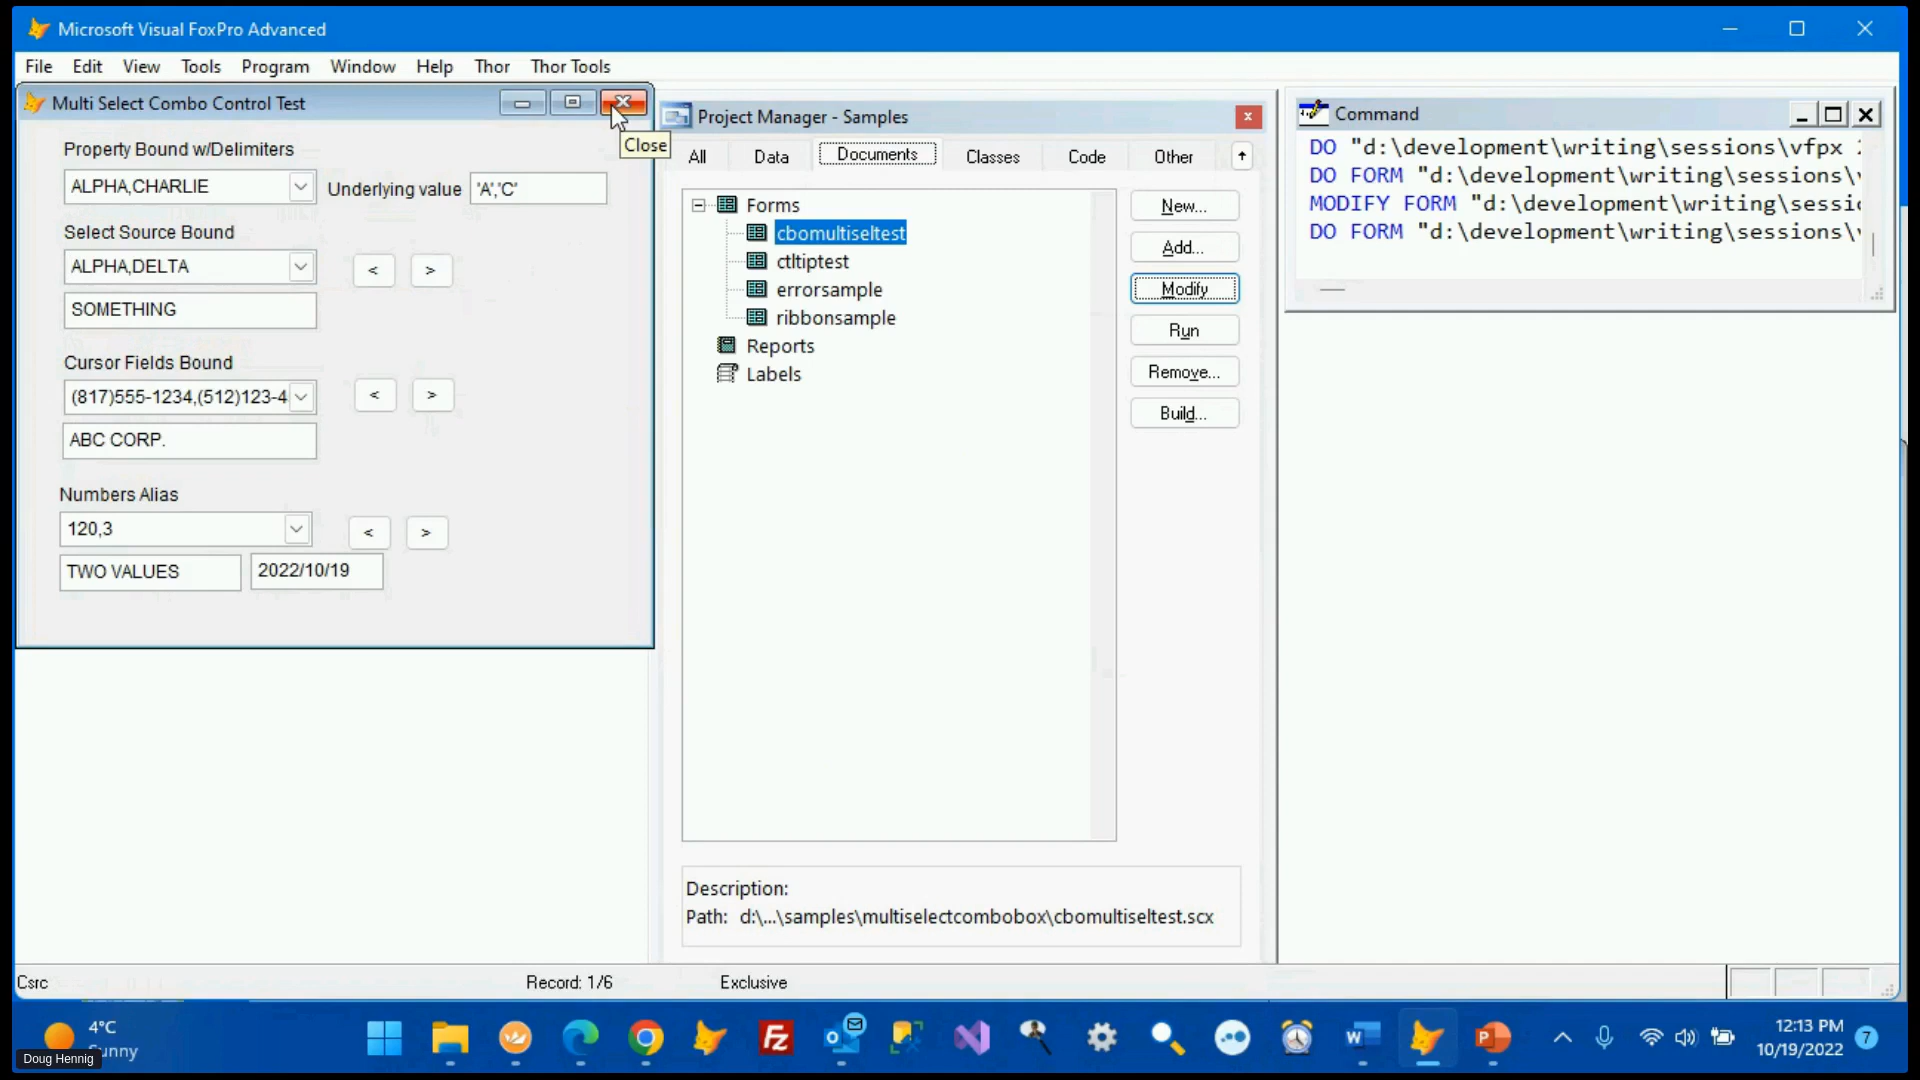 Microsoft Visual FoxPro Advanced
File Edit View Tools Program Window Help Thor Thor Tools
Multi Select Combo Control Test
Close
Property Bound w/Delimiters
ALPHA,CHARLIE
Underlying value 'A','C'
Select Source Bound
ALPHA,DELTA
< >
SOMETHING
Cursor Fields Bound
(817)555-1234,(512)123-4
< >
ABC CORP.
Numbers Alias
120,3
< >
TWO VALUES 2022/10/19
Project Manager - Samples
All Data Documents Classes Code Other
Forms
cbomultiseltest
ctltiptest
errorsample
ribbonsample
Reports
Labels
New...
Add...
Modify
Run
Remove...
Build...
Description:
Path: d:\...\samples\multiselectcombobox\cbomultiseltest.scx
Command
DO "d:\development\writing\sessions\vfpx
DO FORM "d:\development\writing\sessions\
MODIFY FORM "d:\development\writing\sessi
DO FORM "d:\development\writing\sessions\
Csrc Record: 1/6 Exclusive
4°C
Sunny
Doug Hennig
12:13 PM
10/19/2022
7